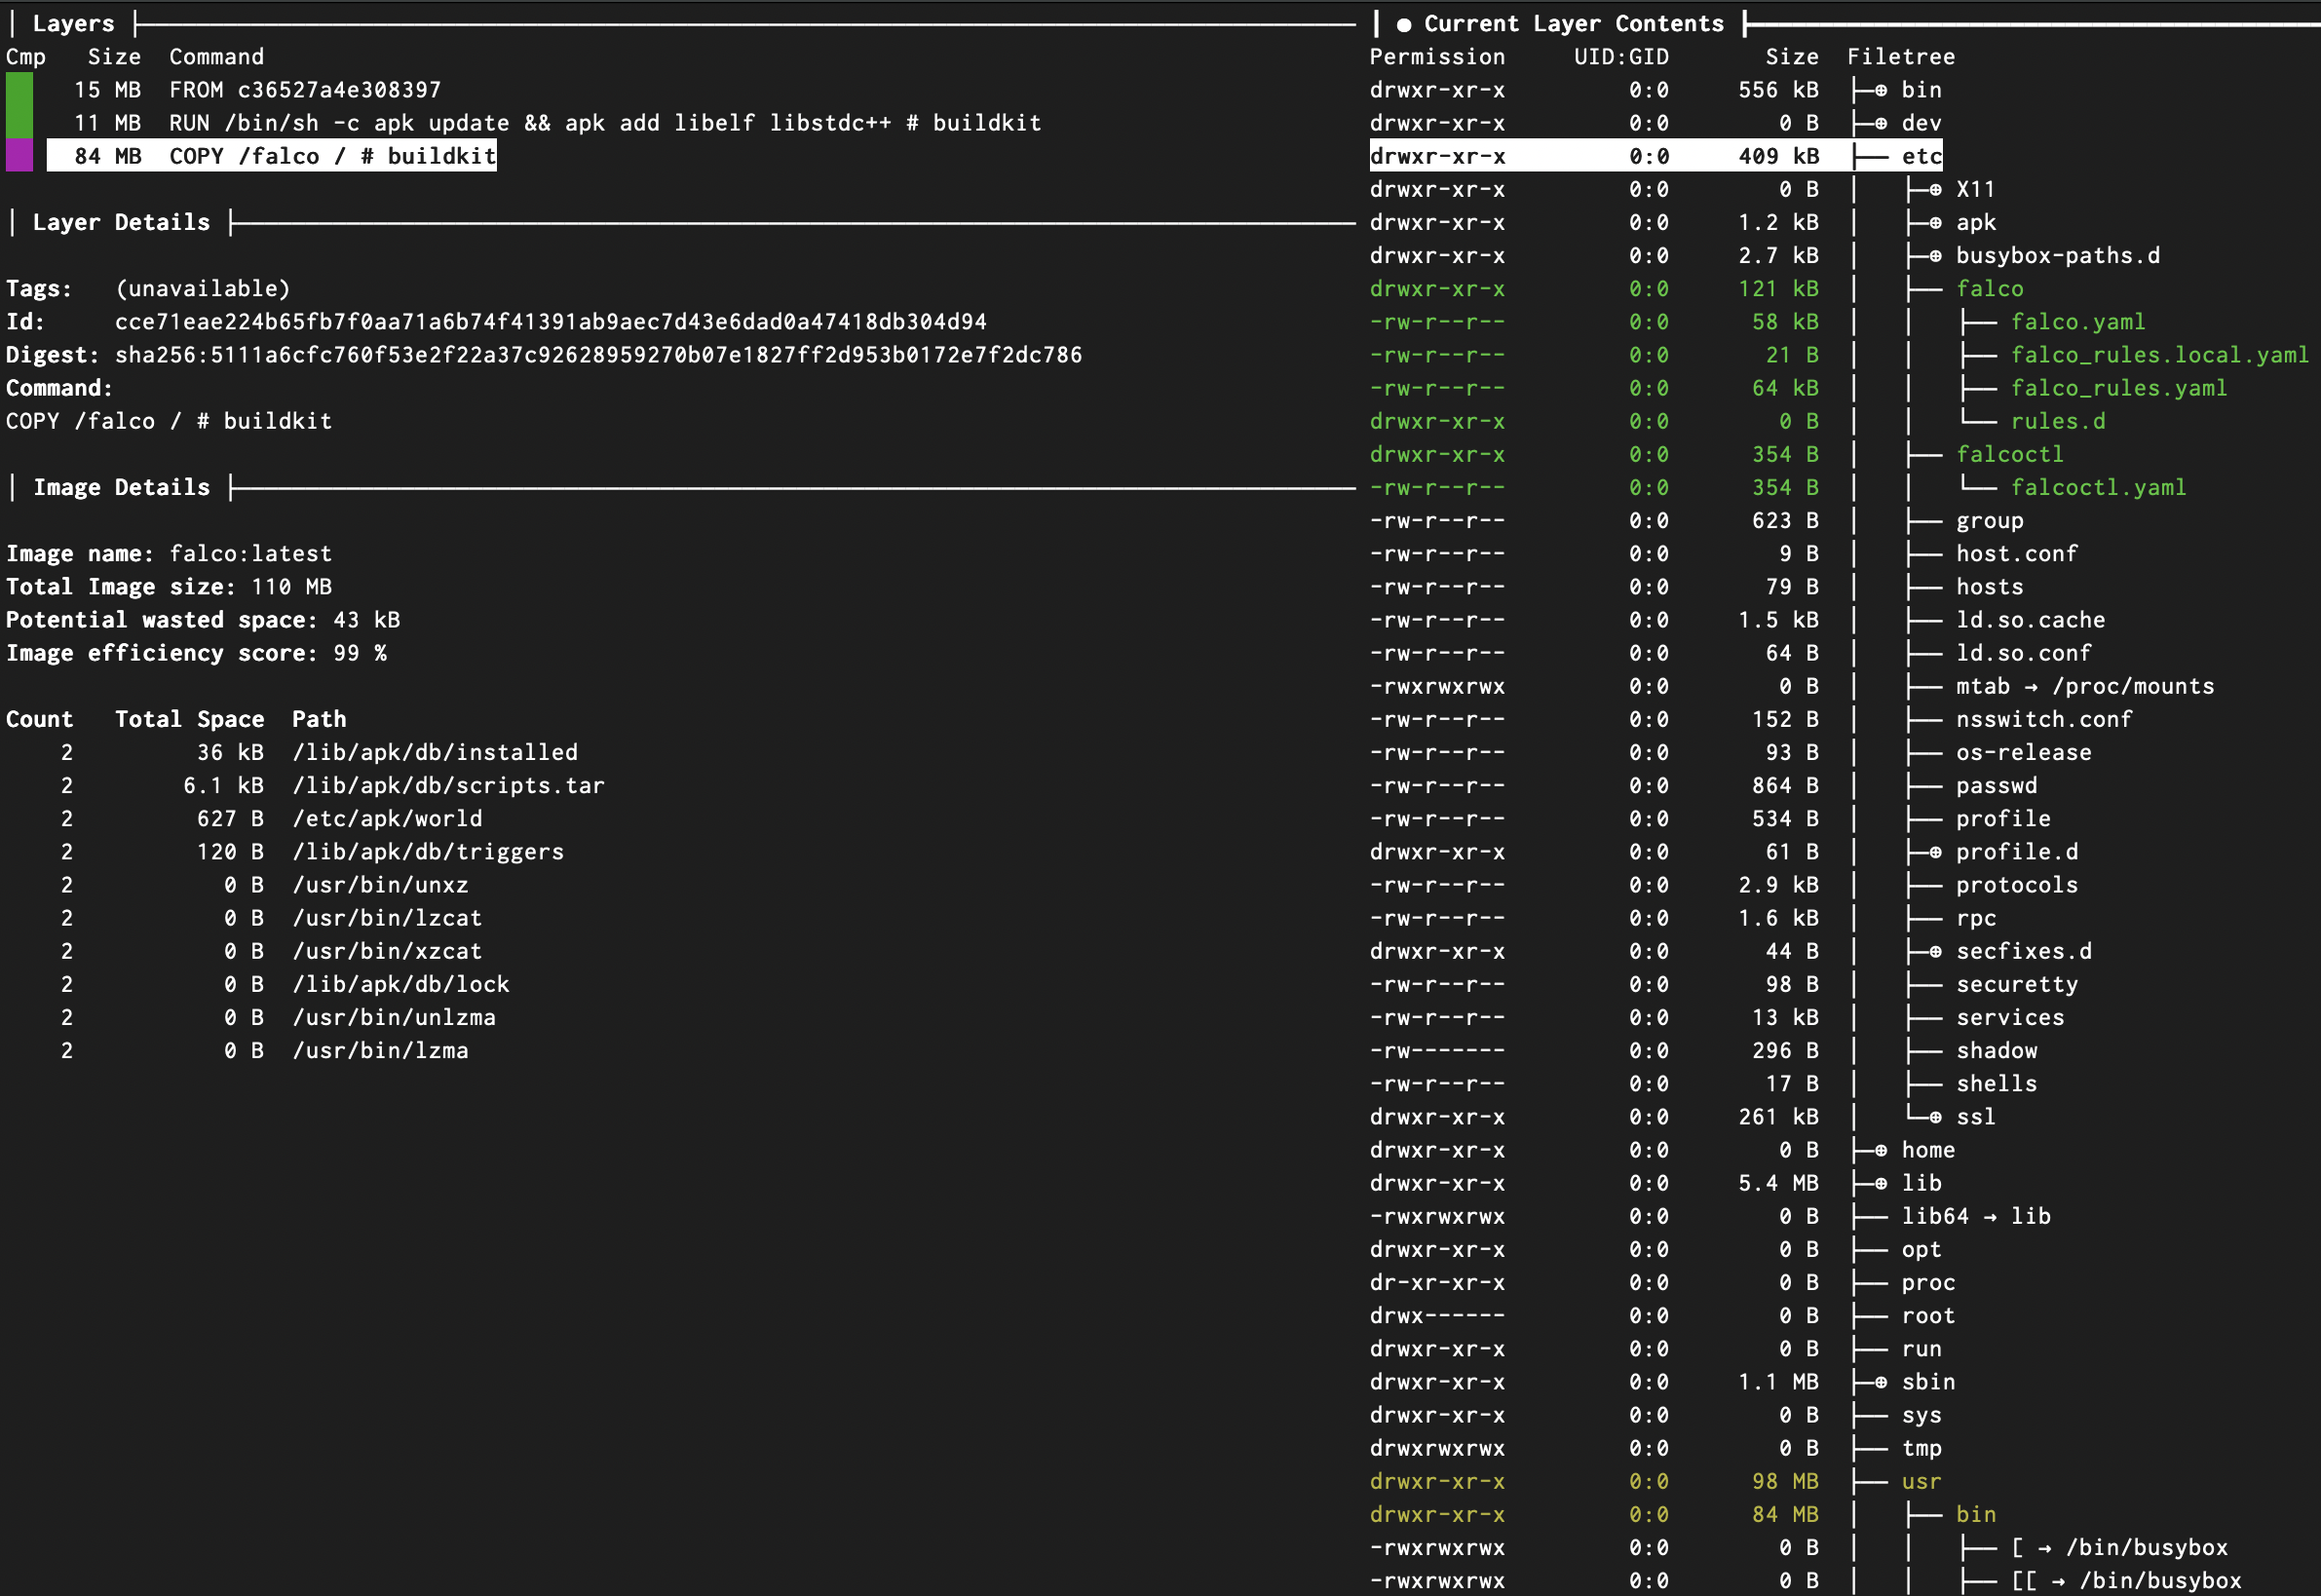 Layers
Cmp Size Command
15 MB FROM c36527a4e308397
11 MB RUN /bin/sh -c apk update && apk add libelf libstdc++ # buildkit
84 MB COPY /falco / # buildkit
Layer Details
Tags: (unavailable)
Id: cce71eae224b65fb7f0aa71a6b74f41391ab9aec7d43e6dad0a47418db304d94
Digest: sha256:5111a6cfc760f53e2f22a37c92628959270b07e1827ff2d953b0172e7f2dc786
Command:
COPY /falco / # buildkit
Image Details
Image name: falco:latest
Total Image size: 110 MB
Potential wasted space: 43 kB
Image efficiency score: 99 %
Count Total Space Path
2 36 kB /lib/apk/db/installed
2 6.1 kB /lib/apk/db/scripts.tar
2 627 B /etc/apk/world
2 120 B /lib/apk/db/triggers
2 0 B /usr/bin/unxz
2 0 B /usr/bin/lzcat
2 0 B /usr/bin/xzcat
2 0 B /lib/apk/db/lock
2 0 B /usr/bin/unlzma
2 0 B /usr/bin/lzma
● Current Layer Contents
Permission UID:GID Size Filetree
drwxr-xr-x 0:0 556 kB ├─⊕ bin
drwxr-xr-x 0:0 0 B ├─⊕ dev
drwxr-xr-x 0:0 409 kB ├── etc
drwxr-xr-x 0:0 0 B │ ├─⊕ X11
drwxr-xr-x 0:0 1.2 kB │ ├─⊕ apk
drwxr-xr-x 0:0 2.7 kB │ ├─⊕ busybox-paths.d
drwxr-xr-x 0:0 121 kB │ ├── falco
-rw-r--r-- 0:0 58 kB │ │ ├── falco.yaml
-rw-r--r-- 0:0 21 B │ │ ├── falco_rules.local.yaml
-rw-r--r-- 0:0 64 kB │ │ ├── falco_rules.yaml
drwxr-xr-x 0:0 0 B │ │ └── rules.d
drwxr-xr-x 0:0 354 B │ ├── falcoctl
-rw-r--r-- 0:0 354 B │ │ └── falcoctl.yaml
-rw-r--r-- 0:0 623 B │ ├── group
-rw-r--r-- 0:0 9 B │ ├── host.conf
-rw-r--r-- 0:0 79 B │ ├── hosts
-rw-r--r-- 0:0 1.5 kB │ ├── ld.so.cache
-rw-r--r-- 0:0 64 B │ ├── ld.so.conf
-rwxrwxrwx 0:0 0 B │ ├── mtab → /proc/mounts
-rw-r--r-- 0:0 152 B │ ├── nsswitch.conf
-rw-r--r-- 0:0 93 B │ ├── os-release
-rw-r--r-- 0:0 864 B │ ├── passwd
-rw-r--r-- 0:0 534 B │ ├── profile
drwxr-xr-x 0:0 61 B │ ├─⊕ profile.d
-rw-r--r-- 0:0 2.9 kB │ ├── protocols
-rw-r--r-- 0:0 1.6 kB │ ├── rpc
drwxr-xr-x 0:0 44 B │ ├─⊕ secfixes.d
-rw-r--r-- 0:0 98 B │ ├── securetty
-rw-r--r-- 0:0 13 kB │ ├── services
-rw------- 0:0 296 B │ ├── shadow
-rw-r--r-- 0:0 17 B │ ├── shells
drwxr-xr-x 0:0 261 kB │ └─⊕ ssl
drwxr-xr-x 0:0 0 B ├─⊕ home
drwxr-xr-x 0:0 5.4 MB ├─⊕ lib
-rwxrwxrwx 0:0 0 B ├── lib64 → lib
drwxr-xr-x 0:0 0 B ├── opt
dr-xr-xr-x 0:0 0 B ├── proc
drwx------ 0:0 0 B ├── root
drwxr-xr-x 0:0 0 B ├── run
drwxr-xr-x 0:0 1.1 MB ├─⊕ sbin
drwxr-xr-x 0:0 0 B ├── sys
drwxrwxrwx 0:0 0 B ├── tmp
drwxr-xr-x 0:0 98 MB ├── usr
drwxr-xr-x 0:0 84 MB │ ├── bin
-rwxrwxrwx 0:0 0 B │ │ ├── [ → /bin/busybox
-rwxrwxrwx 0:0 0 B │ │ ├── [[ → /bin/busybox